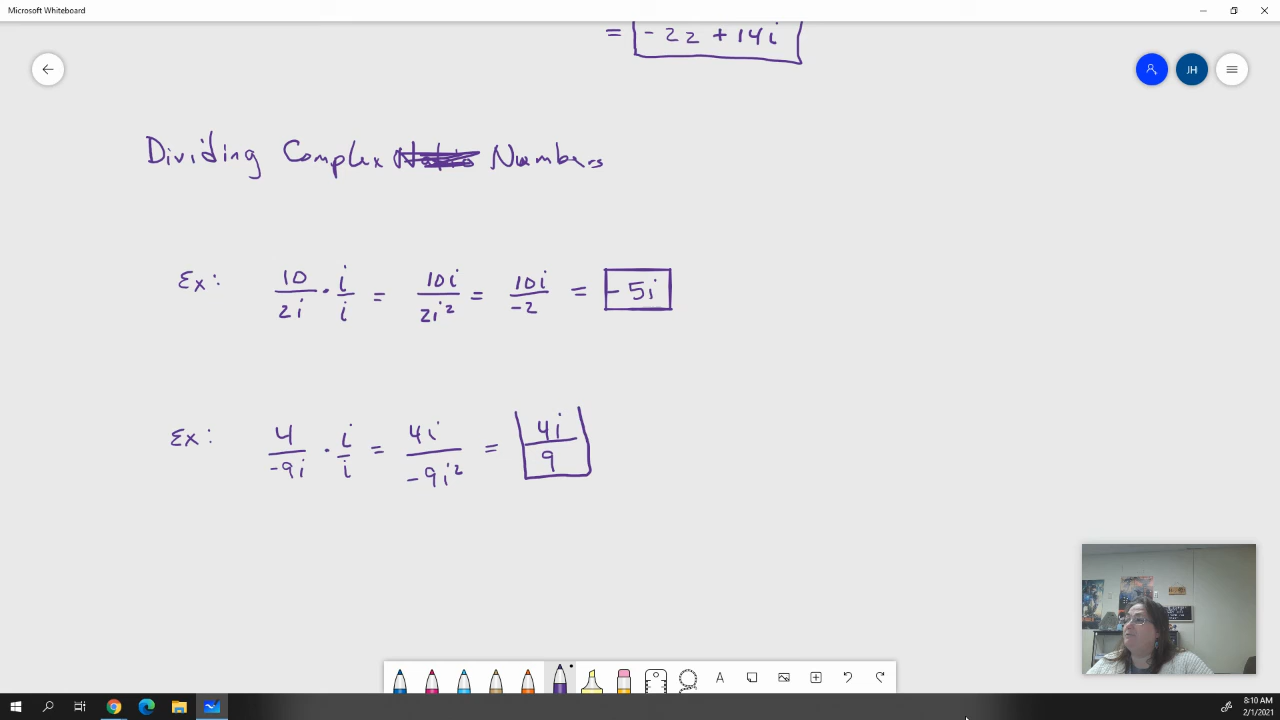 Microsoft Whiteboard
= -22 + 14i
JH
Dividing Complex Numbers
Ex: 10/2i · i/i = 10i/2i² = 10i/-2 = -5i
Ex: 4/-9i · i/i = 4i/-9i² = 4i/9
A
8:10 AM
2/1/2021